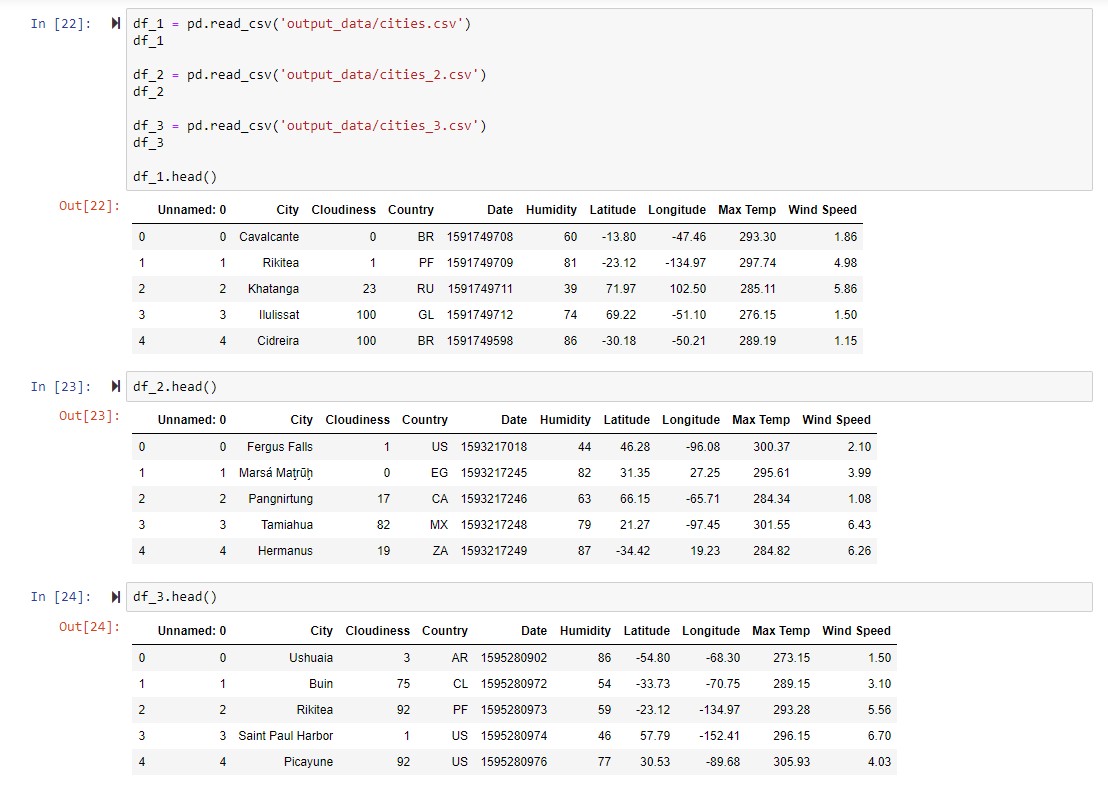 In [22]: df_1 = pd.read_csv('output_data/cities.csv')
df_1
df_2 = pd.read_csv('output_data/cities_2.csv')
df_2
df_3 = pd.read_csv('output_data/cities_3.csv')
df_3
df_1.head()
Out[22]: Unnamed: 0 City Cloudiness Country Date Humidity Latitude Longitude Max Temp Wind Speed
0 0 Cavalcante 0 BR 1591749708 60 -13.80 -47.46 293.30 1.86
1 1 Rikitea 1 PF 1591749709 81 -23.12 -134.97 297.74 4.98
2 2 Khatanga 23 RU 1591749711 39 71.97 102.50 285.11 5.86
3 3 Ilulissat 100 GL 1591749712 74 69.22 -51.10 276.15 1.50
4 4 Cidreira 100 BR 1591749598 86 -30.18 -50.21 289.19 1.15
In [23]: df_2.head()
Out[23]: Unnamed: 0 City Cloudiness Country Date Humidity Latitude Longitude Max Temp Wind Speed
0 0 Fergus Falls 1 US 1593217018 44 46.28 -96.08 300.37 2.10
1 1 Marsá Maţrūḩ 0 EG 1593217245 82 31.35 27.25 295.61 3.99
2 2 Pangnirtung 17 CA 1593217246 63 66.15 -65.71 284.34 1.08
3 3 Tamiahua 82 MX 1593217248 79 21.27 -97.45 301.55 6.43
4 4 Hermanus 19 ZA 1593217249 87 -34.42 19.23 284.82 6.26
In [24]: df_3.head()
Out[24]: Unnamed: 0 City Cloudiness Country Date Humidity Latitude Longitude Max Temp Wind Speed
0 0 Ushuaia 3 AR 1595280902 86 -54.80 -68.30 273.15 1.50
1 1 Buin 75 CL 1595280972 54 -33.73 -70.75 289.15 3.10
2 2 Rikitea 92 PF 1595280973 59 -23.12 -134.97 293.28 5.56
3 3 Saint Paul Harbor 1 US 1595280974 46 57.79 -152.41 296.15 6.70
4 4 Picayune 92 US 1595280976 77 30.53 -89.68 305.93 4.03